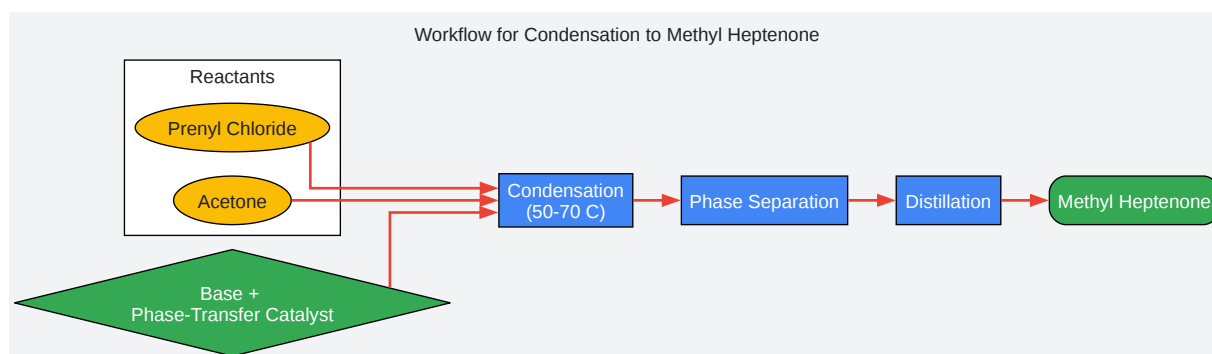 Workflow for Condensation to Methyl Heptenone
Reactants
Prenyl Chloride
Acetone
Base +
Phase-Transfer Catalyst
Condensation
(50-70 C)
Phase Separation
Distillation
Methyl Heptenone